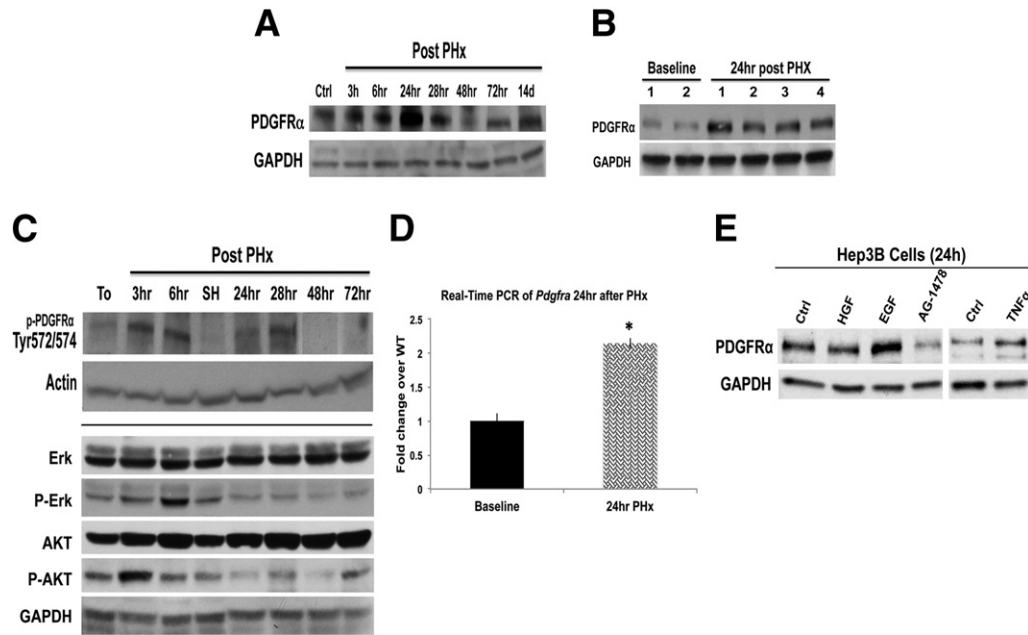 A
Post PHx
Ctrl 3h 6hr 24hr 28hr 48hr 72hr 14d
PDGFRα
GAPDH
B
Baseline 24hr post PHX
1 2 1 2 3 4
PDGFRα
GAPDH
C
Post PHx
To 3hr 6hr SH 24hr 28hr 48hr 72hr
p-PDGFRα
Tyr572/574
Actin
Erk
P-Erk
AKT
P-AKT
GAPDH
D
Real-Time PCR of Pdgfra 24hr after PHx
Fold change over WT
2.5
2
1.5
1
0.5
0
*
Baseline 24hr PHx
E
Hep3B Cells (24h)
Ctrl HGF EGF AG-1478 Ctrl TNFα
PDGFRα
GAPDH